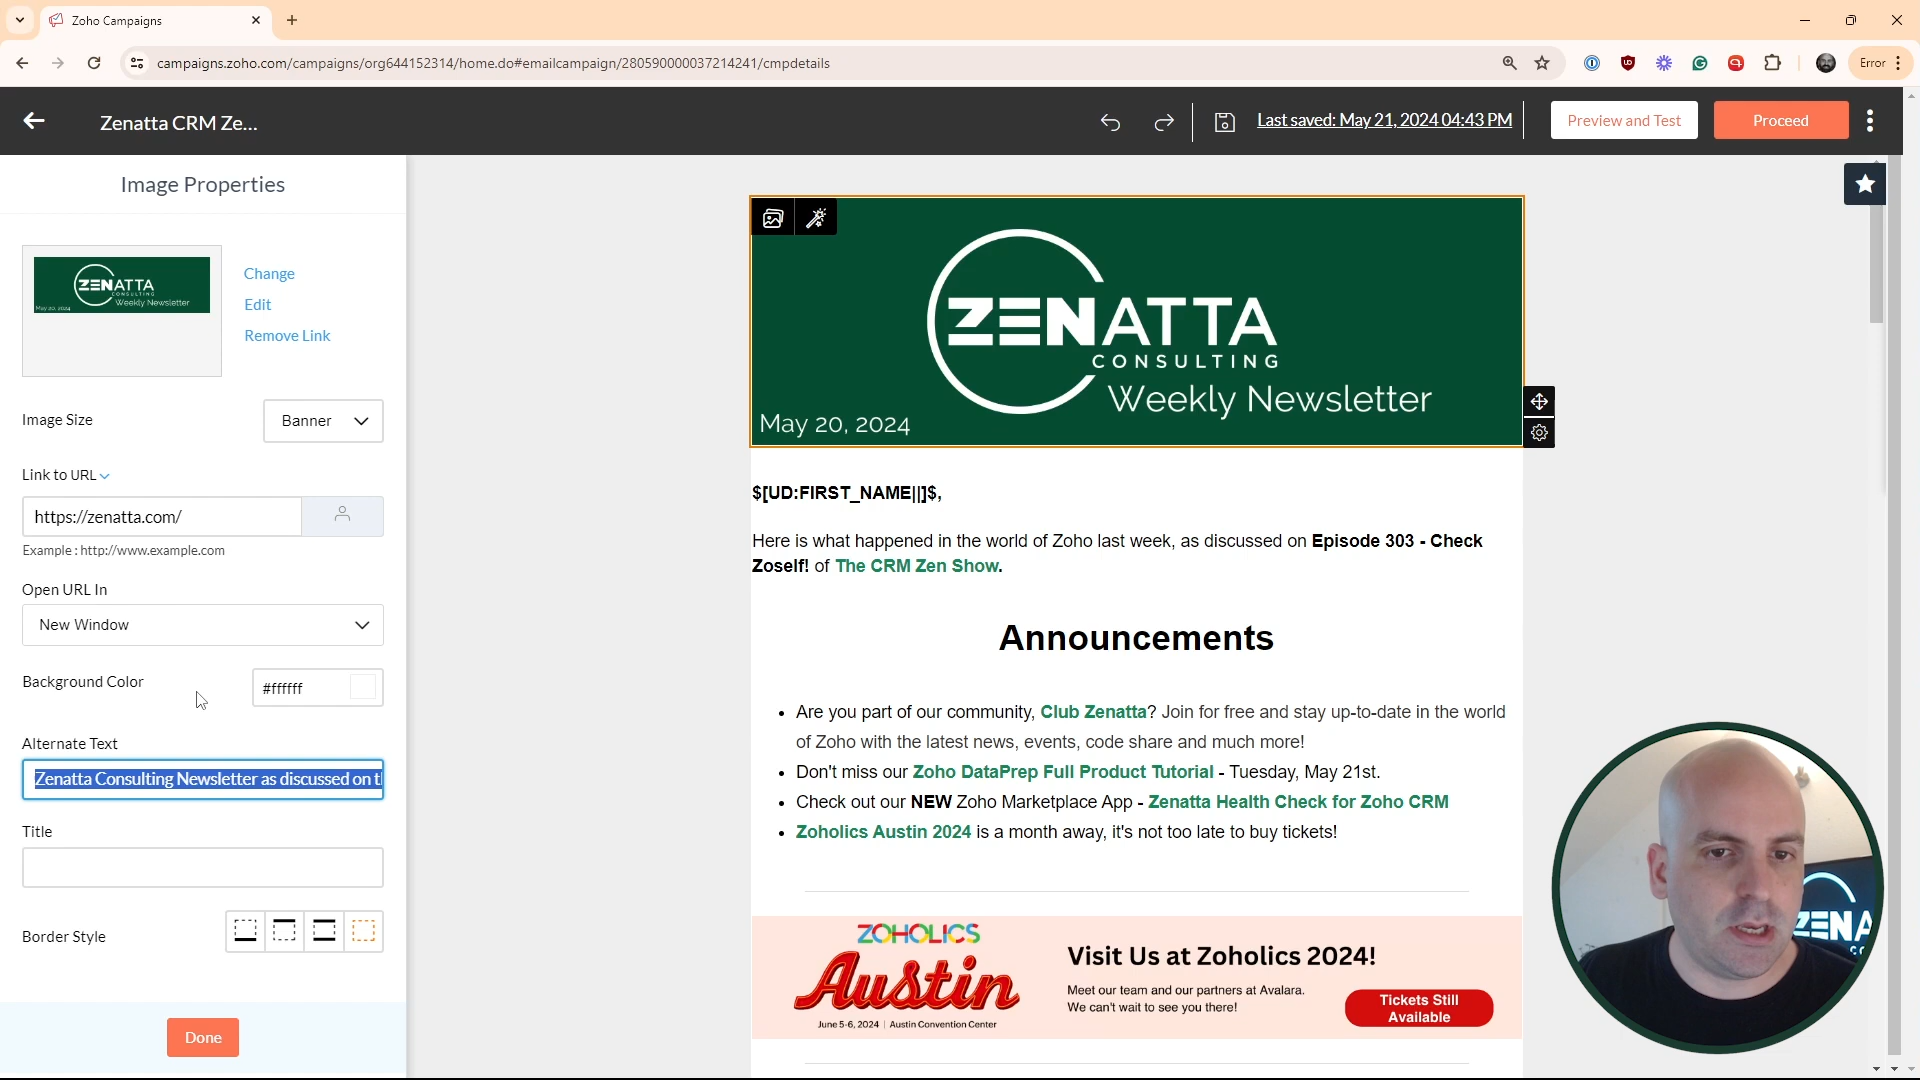 Zoho Campaigns
campaigns.zoho.com/campaigns/org644152314/home.do#emailcampaign/280590000037214241/cmpdetails
Error
Zenatta CRM Ze...
Last saved: May 21, 2024 04:43 PM
Preview and Test
Proceed
Image Properties
ZENATTA
CONSULTING
Weekly Newsletter
May 20, 2024
Change
Edit
Remove Link
Image Size
Banner
Link to URL
https://zenatta.com/
Example : http://www.example.com
Open URL In
New Window
Background Color
#ffffff
Alternate Text
Zenatta Consulting Newsletter as discussed on t
Title
Border Style
Done
ZENATTA
CONSULTING
Weekly Newsletter
May 20, 2024
$[UD:FIRST_NAME||]$,
Here is what happened in the world of Zoho last week, as discussed on Episode 303 - Check
Zoself! of The CRM Zen Show.
Announcements
Are you part of our community, Club Zenatta? Join for free and stay up-to-date in the world
of Zoho with the latest news, events, code share and much more!
Don't miss our Zoho DataPrep Full Product Tutorial - Tuesday, May 21st.
Check out our NEW Zoho Marketplace App - Zenatta Health Check for Zoho CRM
Zoholics Austin 2024 is a month away, it's not too late to buy tickets!
ZOHOLICS
Austin
June 5-6, 2024 | Austin Convention Center
Visit Us at Zoholics 2024!
Meet our team and our partners at Avalara.
We can't wait to see you there!
Tickets Still
Available
ZENA